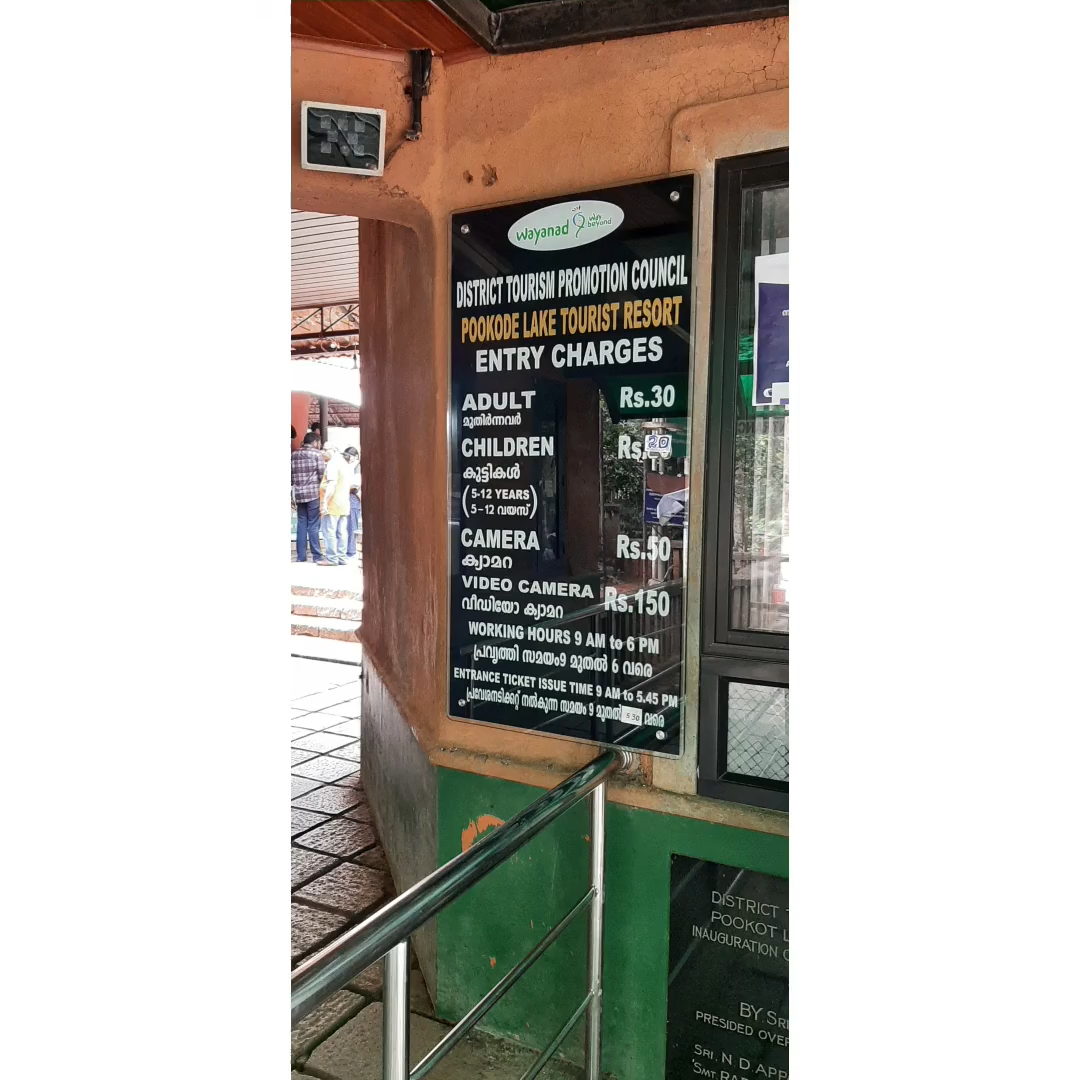 wayanad way beyond
DISTRICT TOURISM PROMOTION COUNCIL
POOKODE LAKE TOURIST RESORT
ENTRY CHARGES
ADULT Rs.30
മുതിർന്നവർ
CHILDREN Rs.20
കുട്ടികൾ
(5-12 YEARS
5-12 വയസ്)
CAMERA Rs.50
ക്യാമറ
VIDEO CAMERA Rs.150
വീഡിയോ ക്യാമറ
WORKING HOURS 9 AM to 6 PM
പ്രവൃത്തി സമയം9 മുതൽ 6 വരെ
ENTRANCE TICKET ISSUE TIME 9 AM to 5.45 PM
പ്രവേശനടിക്കറ്റ് നൽകുന്ന സമയം 9 മുതൽ 5 30 വരെ
DISTRICT
POOKOT
INAUGURATION
BY SRI
PRESIDED OVER
SRI. N D APP
SMT.